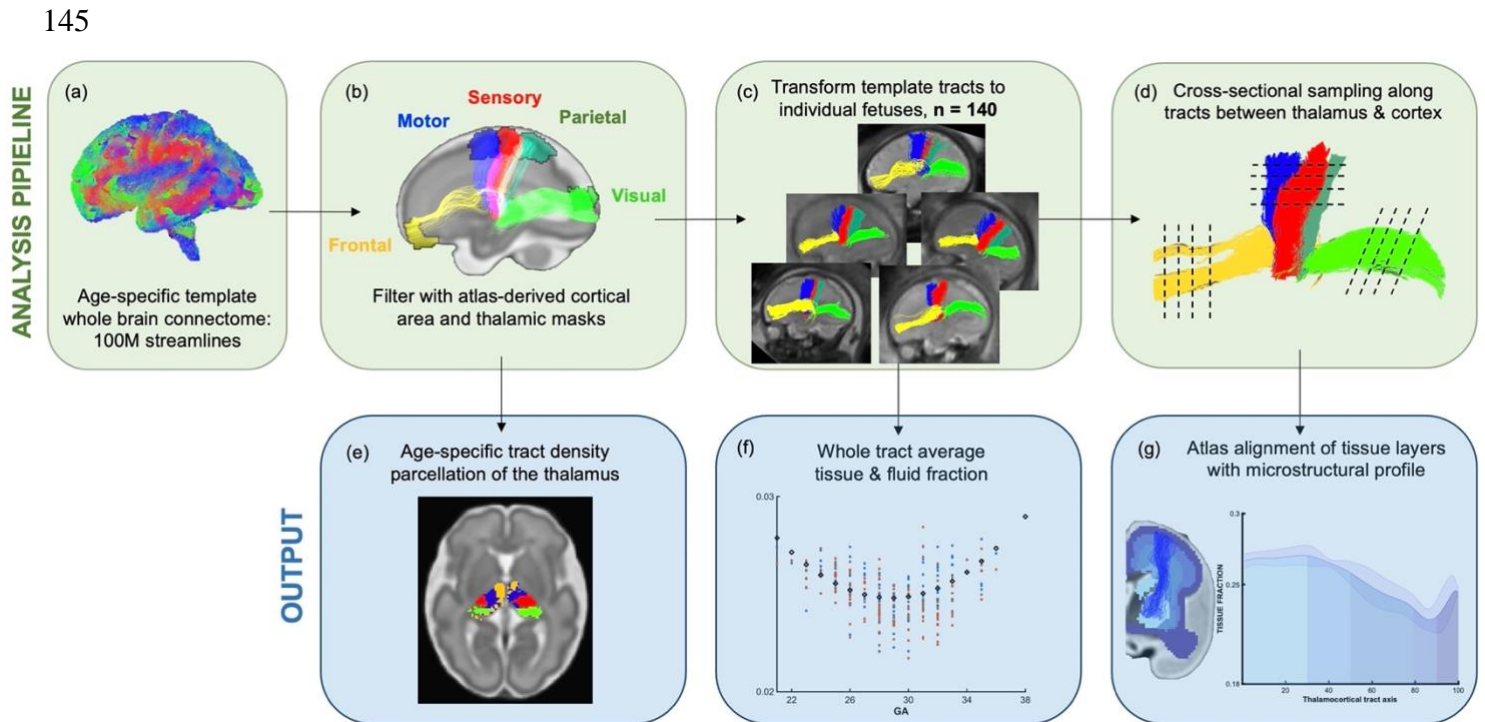 145
ANALYSIS PIPIELINE
(a)
Age-specific template
whole brain connectome:
100M streamlines
(b)
Sensory
Motor
Parietal
Visual
Frontal
Filter with atlas-derived cortical
area and thalamic masks
(c)
Transform template tracts to
individual fetuses, n = 140
(d)
Cross-sectional sampling along
tracts between thalamus & cortex
OUTPUT
(e)
Age-specific tract density
parcellation of the thalamus
(f)
Whole tract average
tissue & fluid fraction
0.03
0.02
22
26
30
34
38
GA
(g)
Atlas alignment of tissue layers
with microstructural profile
TISSUE FRACTION
0.3
0.25
0.18
20
40
60
80
100
Thalamocortical tract axis